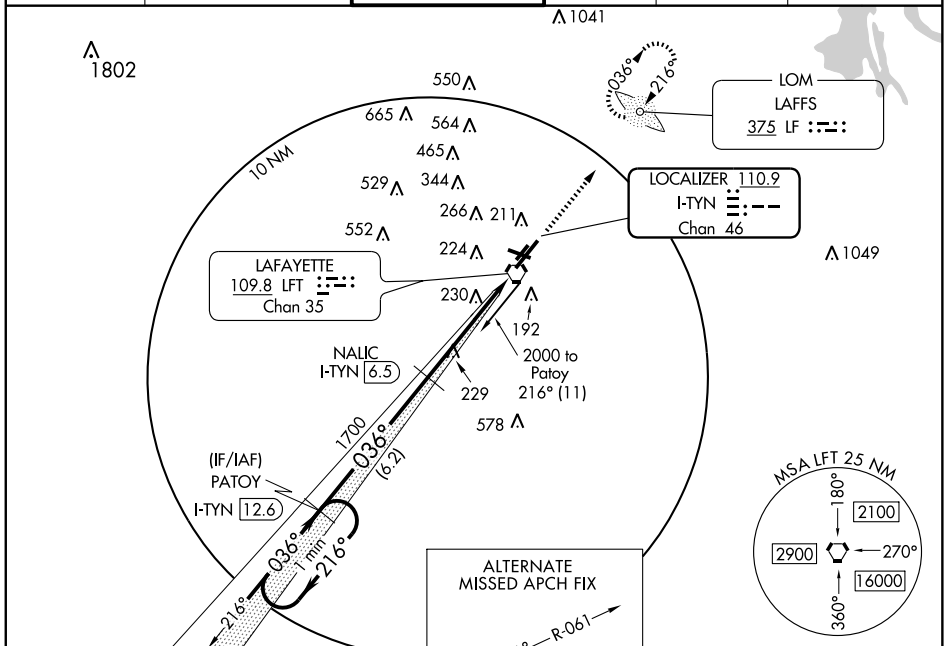 1041
1802
036°
216°
LOM
LAFFS
375 LF
550
665
564
10 NM
465
LOCALIZER 110.9
I-TYN
Chan 46
529
344
266
211
552
224
1049
LAFAYETTE
109.8 LFT
Chan 35
230
192
NALIC
I-TYN 6.5
2000 to
Patoy
216° (11)
229
578
1700
036°
(6.2)
(IF/IAF)
PATOY
I-TYN 12.6
MSA LFT 25 NM
180°
2100
2900
270°
16000
360°
036°
1 min
216°
216°
ALTERNATE
MISSED APCH FIX
R-061